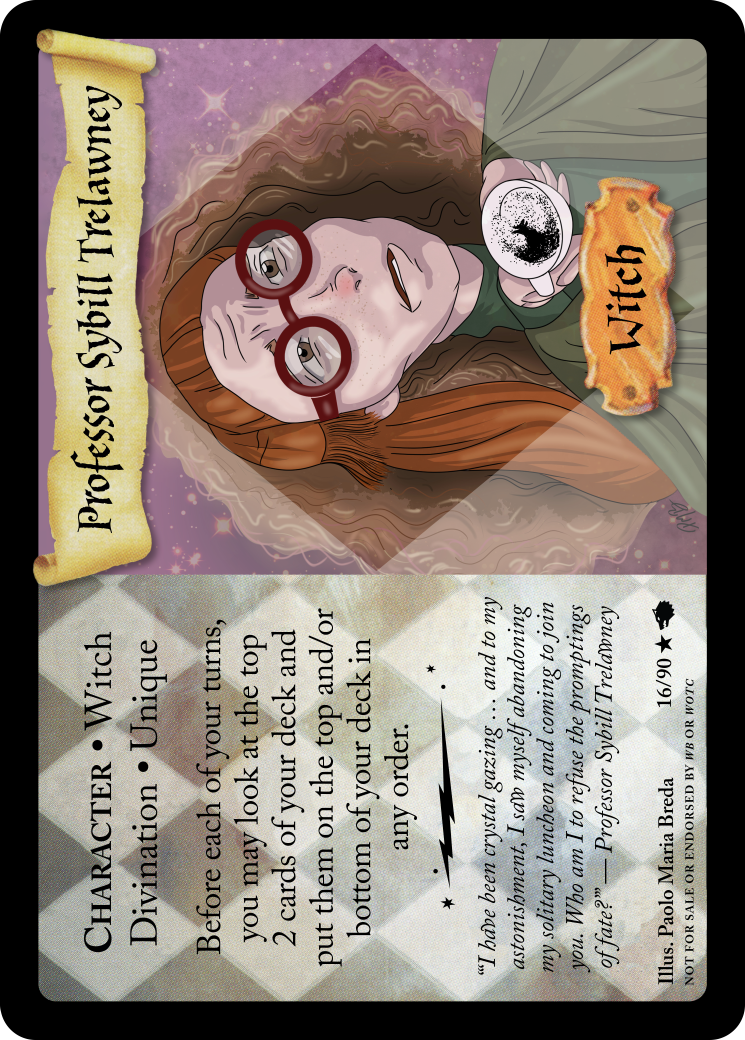 Professor Sybill Trelawney
Witch
CHARACTER • Witch
Divination • Unique
Before each of your turns,
you may look at the top
2 cards of your deck and
put them on the top and/or
bottom of your deck in
any order.
“I have been crystal gazing … and to my
astonishment, I saw myself abandoning
my solitary luncheon and coming to join
you. Who am I to refuse the promptings
of fate?” — Professor Sybill Trelawney
Illus. Paolo Maria Breda 16/90 ★
NOT FOR SALE OR ENDORSED BY WB OR WOTC